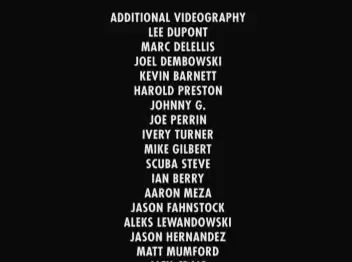 ADDITIONAL VIDEOGRAPHY
LEE DUPONT
MARC DELELLIS
JOEL DEMBOWSKI
KEVIN BARNETT
HAROLD PRESTON
JOHNNY G.
JOE PERRIN
IVERY TURNER
MIKE GILBERT
SCUBA STEVE
IAN BERRY
AARON MEZA
JASON FAHNSTOCK
ALEKS LEWANDOWSKI
JASON HERNANDEZ
MATT MUMFORD